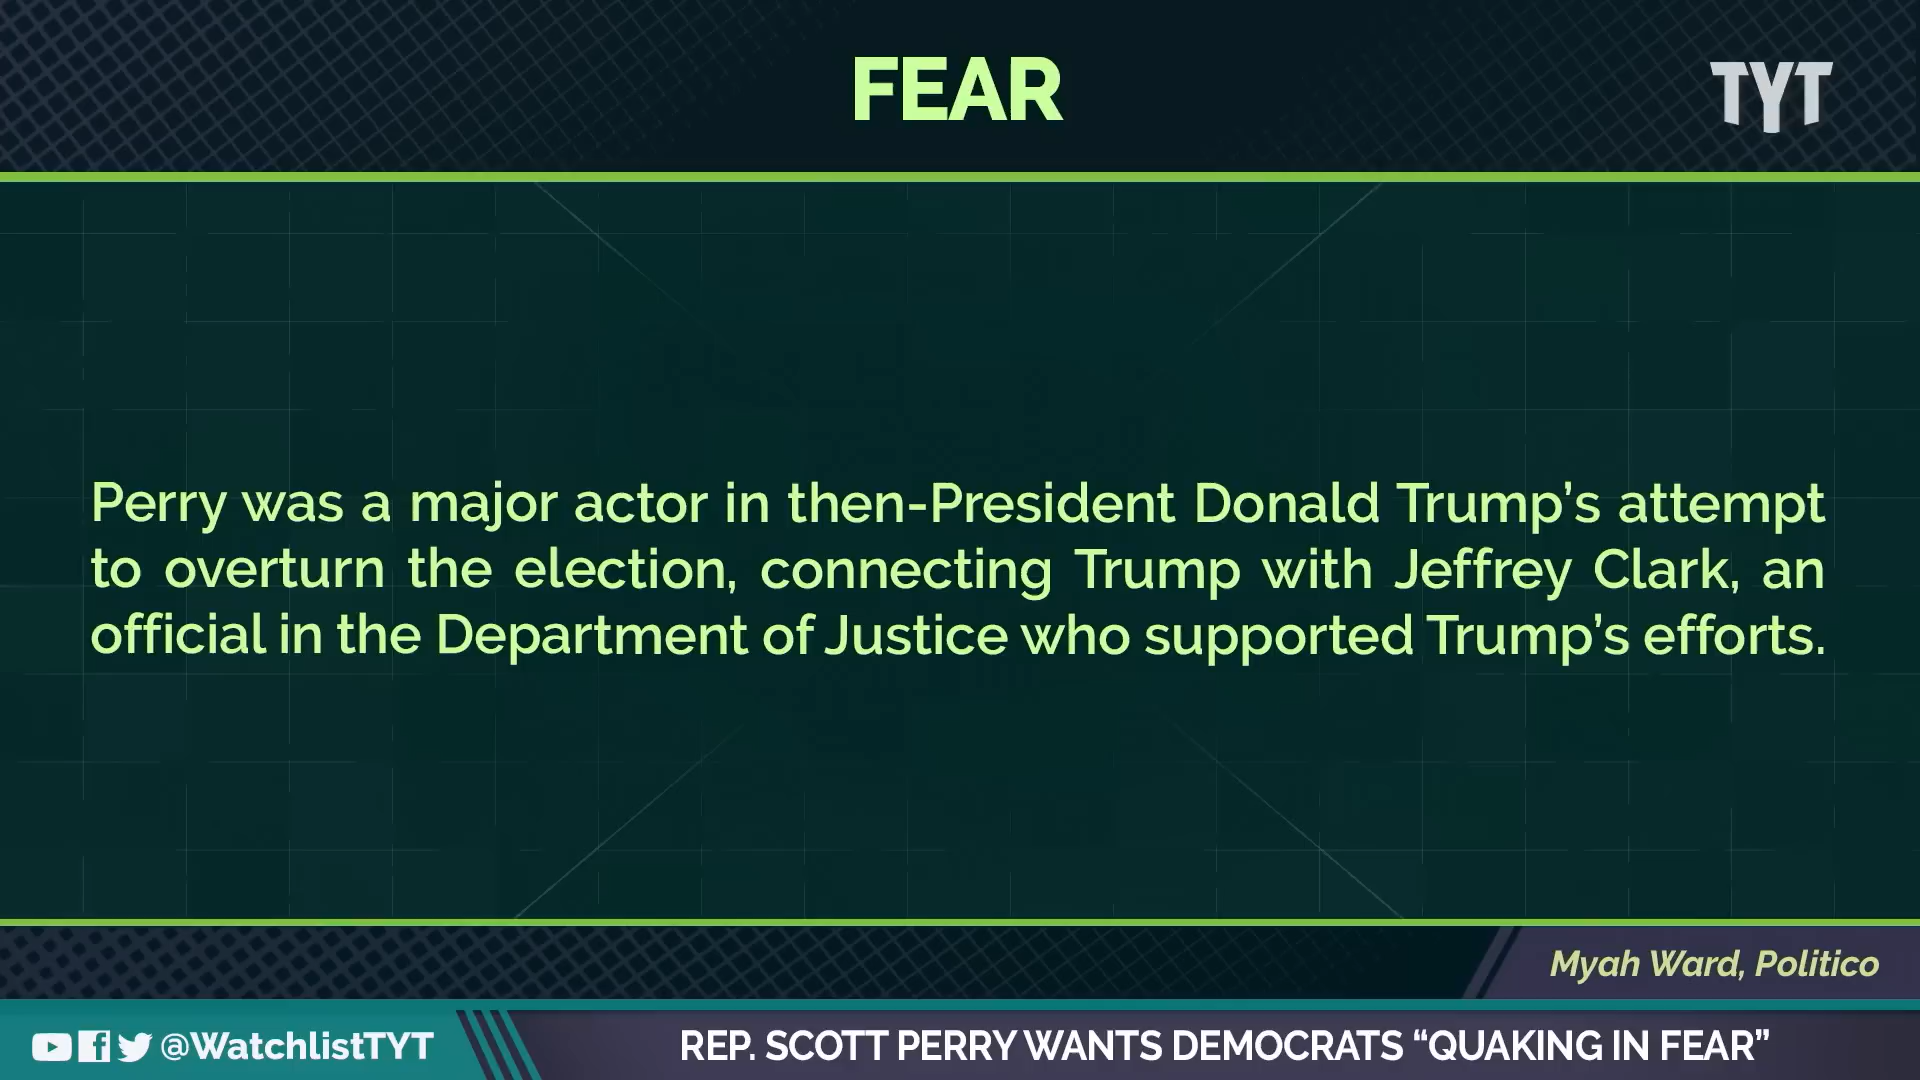 FEAR
TYT
Perry was a major actor in then-President Donald Trump’s attempt
to overturn the election, connecting Trump with Jeffrey Clark, an
official in the Department of Justice who supported Trump’s efforts.
Myah Ward, Politico
@WatchlistTYT
REP. SCOTT PERRY WANTS DEMOCRATS “QUAKING IN FEAR”